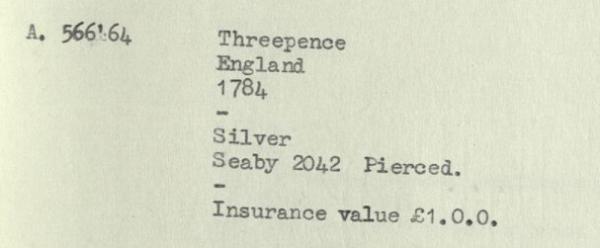 A. 566'64 Threepence
England
1784
-
Silver
Seaby 2042 Pierced.
-
Insurance value £1.0.0.